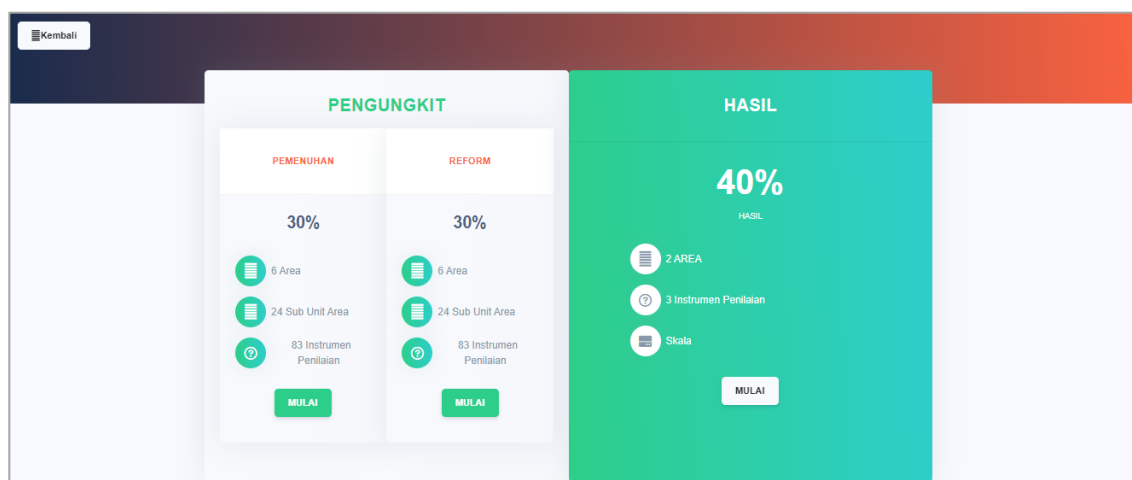 Kembali
PENGUNGKIT
PEMENUHAN
30%
6 Area
24 Sub Unit Area
83 Instrumen
Penilaian
MULAI
REFORM
30%
6 Area
24 Sub Unit Area
83 Instrumen
Penilaian
MULAI
HASIL
40%
HASIL
2 AREA
3 Instrumen Penilaian
Skala
MULAI